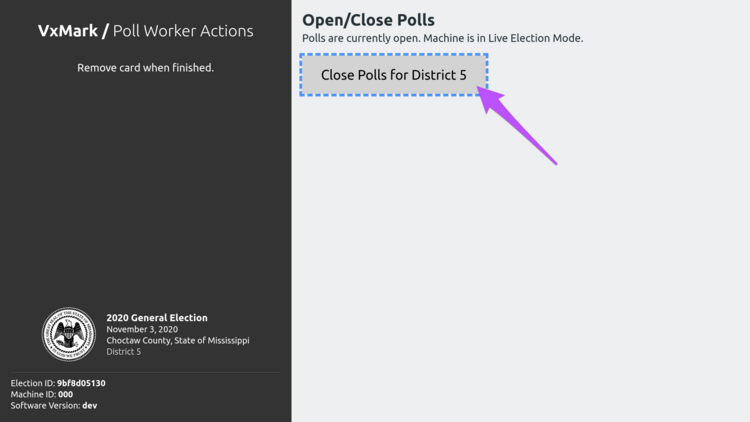 VxMark / Poll Worker Actions
Remove card when finished.
Open/Close Polls
Polls are currently open. Machine is in Live Election Mode.
Close Polls for District 5
2020 General Election
November 3, 2020
Choctaw County, State of Mississippi
District 5
Election ID: 9bf8d05130
Machine ID: 000
Software Version: dev